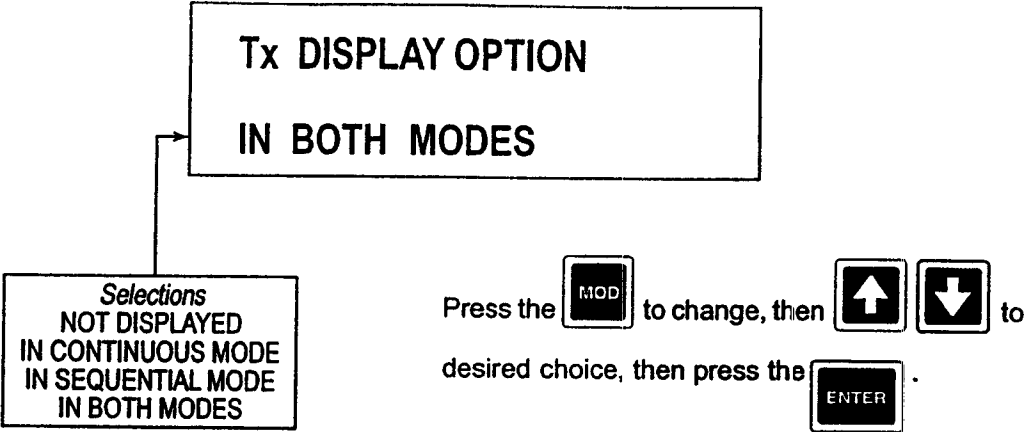 Tx DISPLAY OPTION
IN BOTH MODES
Selections
NOT DISPLAYED
IN CONTINUOUS MODE
IN SEQUENTIAL MODE
IN BOTH MODES
Press the MOD to change, then to
desired choice, then press the ENTER .